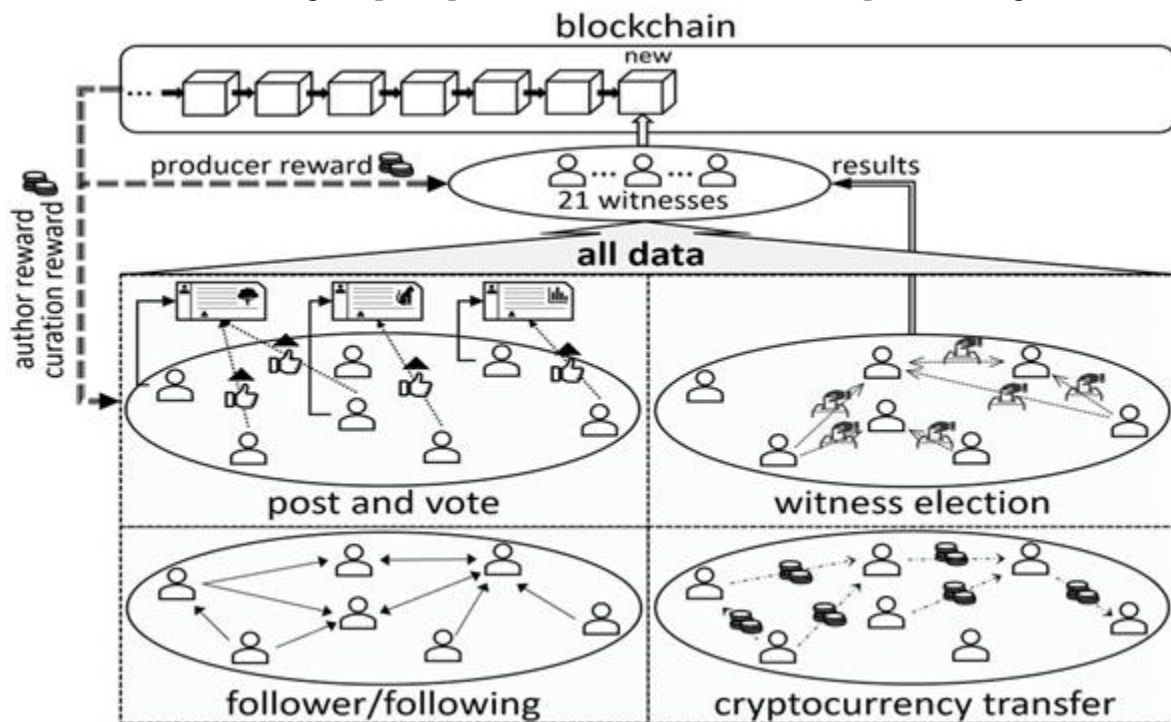 blockchain
new
...
producer reward
results
... ...
21 witnesses
author reward
curation reward
all data
post and vote
witness election
follower/following
cryptocurrency transfer